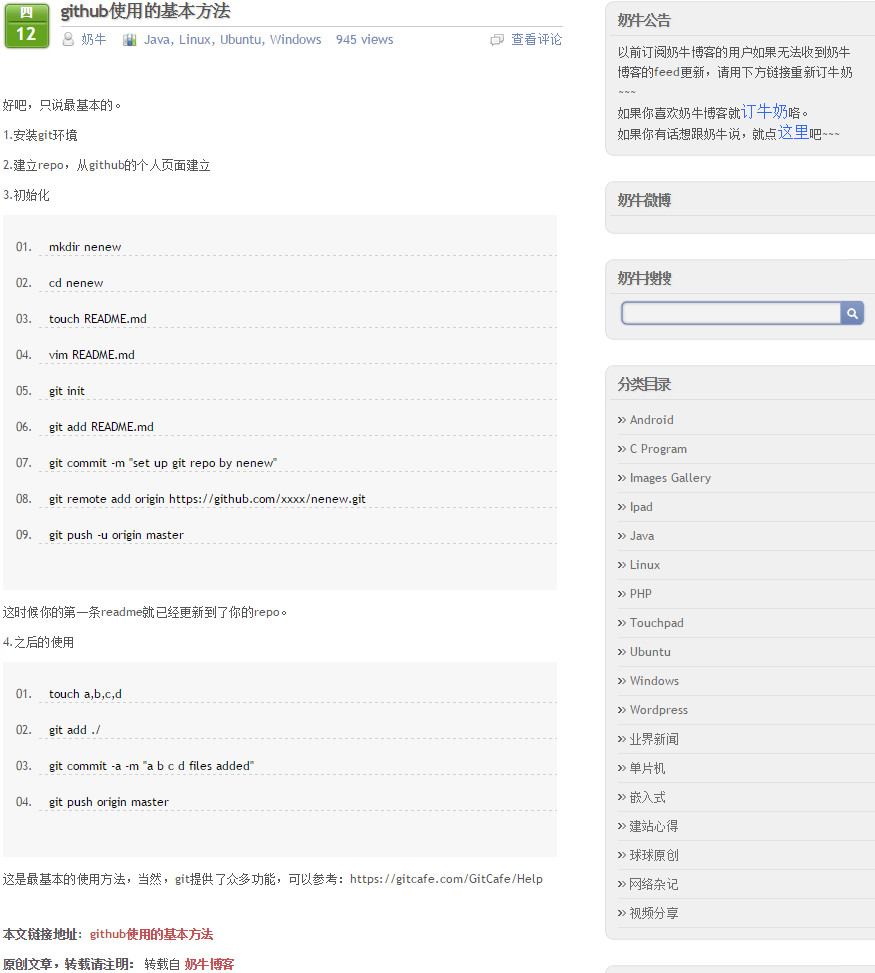 四
12
github使用的基本方法
奶牛 Java, Linux, Ubuntu, Windows 945 views 查看评论
好吧，只说最基本的。
1.安装git环境
2.建立repo，从github的个人页面建立
3.初始化
01. mkdir nenew
02. cd nenew
03. touch README.md
04. vim README.md
05. git init
06. git add README.md
07. git commit -m "set up git repo by nenew"
08. git remote add origin https://github.com/xxxx/nenew.git
09. git push -u origin master
这时候你的第一条readme就已经更新到了你的repo。
4.之后的使用
01. touch a,b,c,d
02. git add ./
03. git commit -a -m "a b c d files added"
04. git push origin master
这是最基本的使用方法，当然，git提供了众多功能，可以参考：https://gitcafe.com/GitCafe/Help
本文链接地址: github使用的基本方法
原创文章，转载请注明： 转载自 奶牛博客
奶牛公告
以前订阅奶牛博客的用户如果无法收到奶牛
博客的feed更新，请用下方链接重新订牛奶
~~~
如果你喜欢奶牛博客就订牛奶咯。
如果你有话想跟奶牛说，就点这里吧~~~
奶牛微博
奶牛搜搜
分类目录
» Android
» C Program
» Images Gallery
» Ipad
» Java
» Linux
» PHP
» Touchpad
» Ubuntu
» Windows
» Wordpress
» 业界新闻
» 单片机
» 嵌入式
» 建站心得
» 球球原创
» 网络杂记
» 视频分享